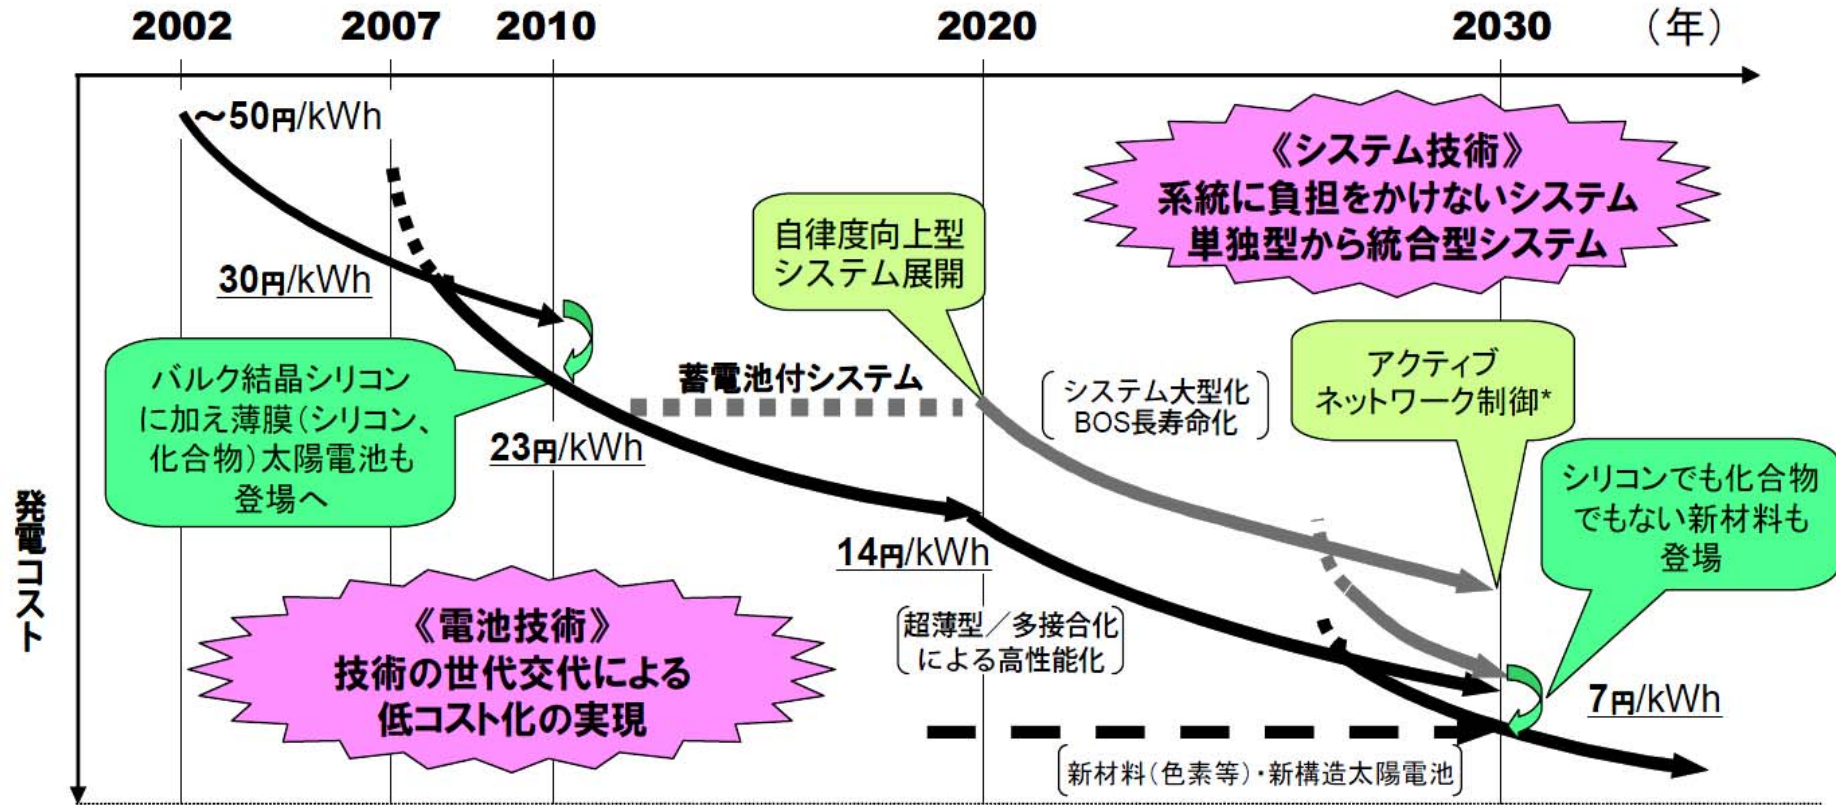 2002 2007 2010 2020 2030 （年）
～50円/kWh
《システム技術》
系統に負担をかけないシステム
単独型から統合型システム
自律度向上型
システム展開
30円/kWh
バルク結晶シリコン
に加え薄膜（シリコン、
化合物）太陽電池も
登場へ
蓄電池付システム
システム大型化
BOS長寿命化
アクティブ
ネットワーク制御*
23円/kWh
シリコンでも化合物
でもない新材料も
登場
発電コスト
14円/kWh
《電池技術》
技術の世代交代による
低コスト化の実現
超薄型／多接合化
による高性能化
7円/kWh
新材料（色素等）・新構造太陽電池